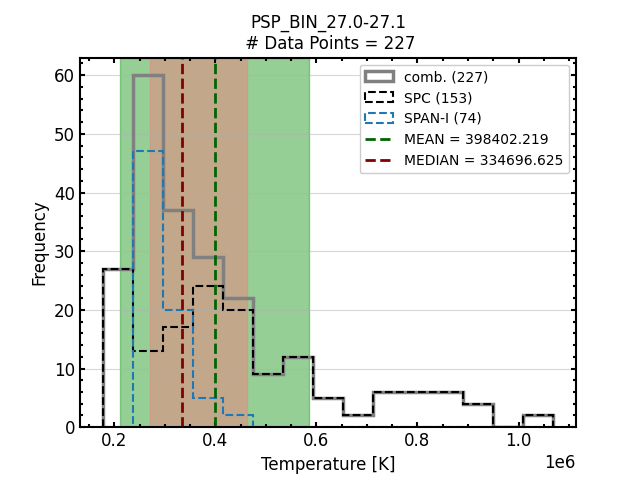 PSP_BIN_27.0-27.1
# Data Points = 227
comb. (227)
SPC (153)
SPAN-I (74)
MEAN = 398402.219
MEDIAN = 334696.625
Frequency
60
50
40
30
20
10
0
0.2 0.4 0.6 0.8 1.0
1e6
Temperature [K]